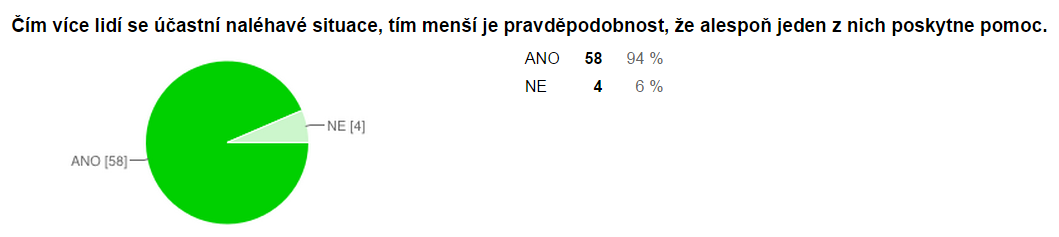 Čím více lidí se účastní naléhavé situace, tím menší je pravděpodobnost, že alespoň jeden z nich poskytne pomoc.
ANO 58 94 %
NE 4 6 %
NE [4]
ANO [58]